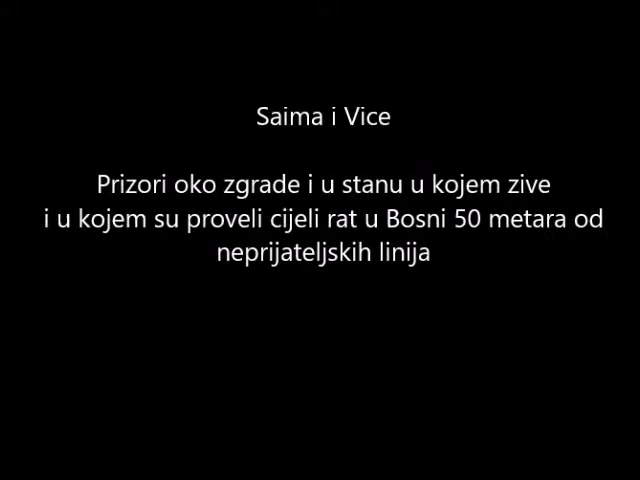 Saima i Vice
Prizori oko zgrade i u stanu u kojem zive
i u kojem su proveli cijeli rat u Bosni 50 metara od
neprijateljskih linija